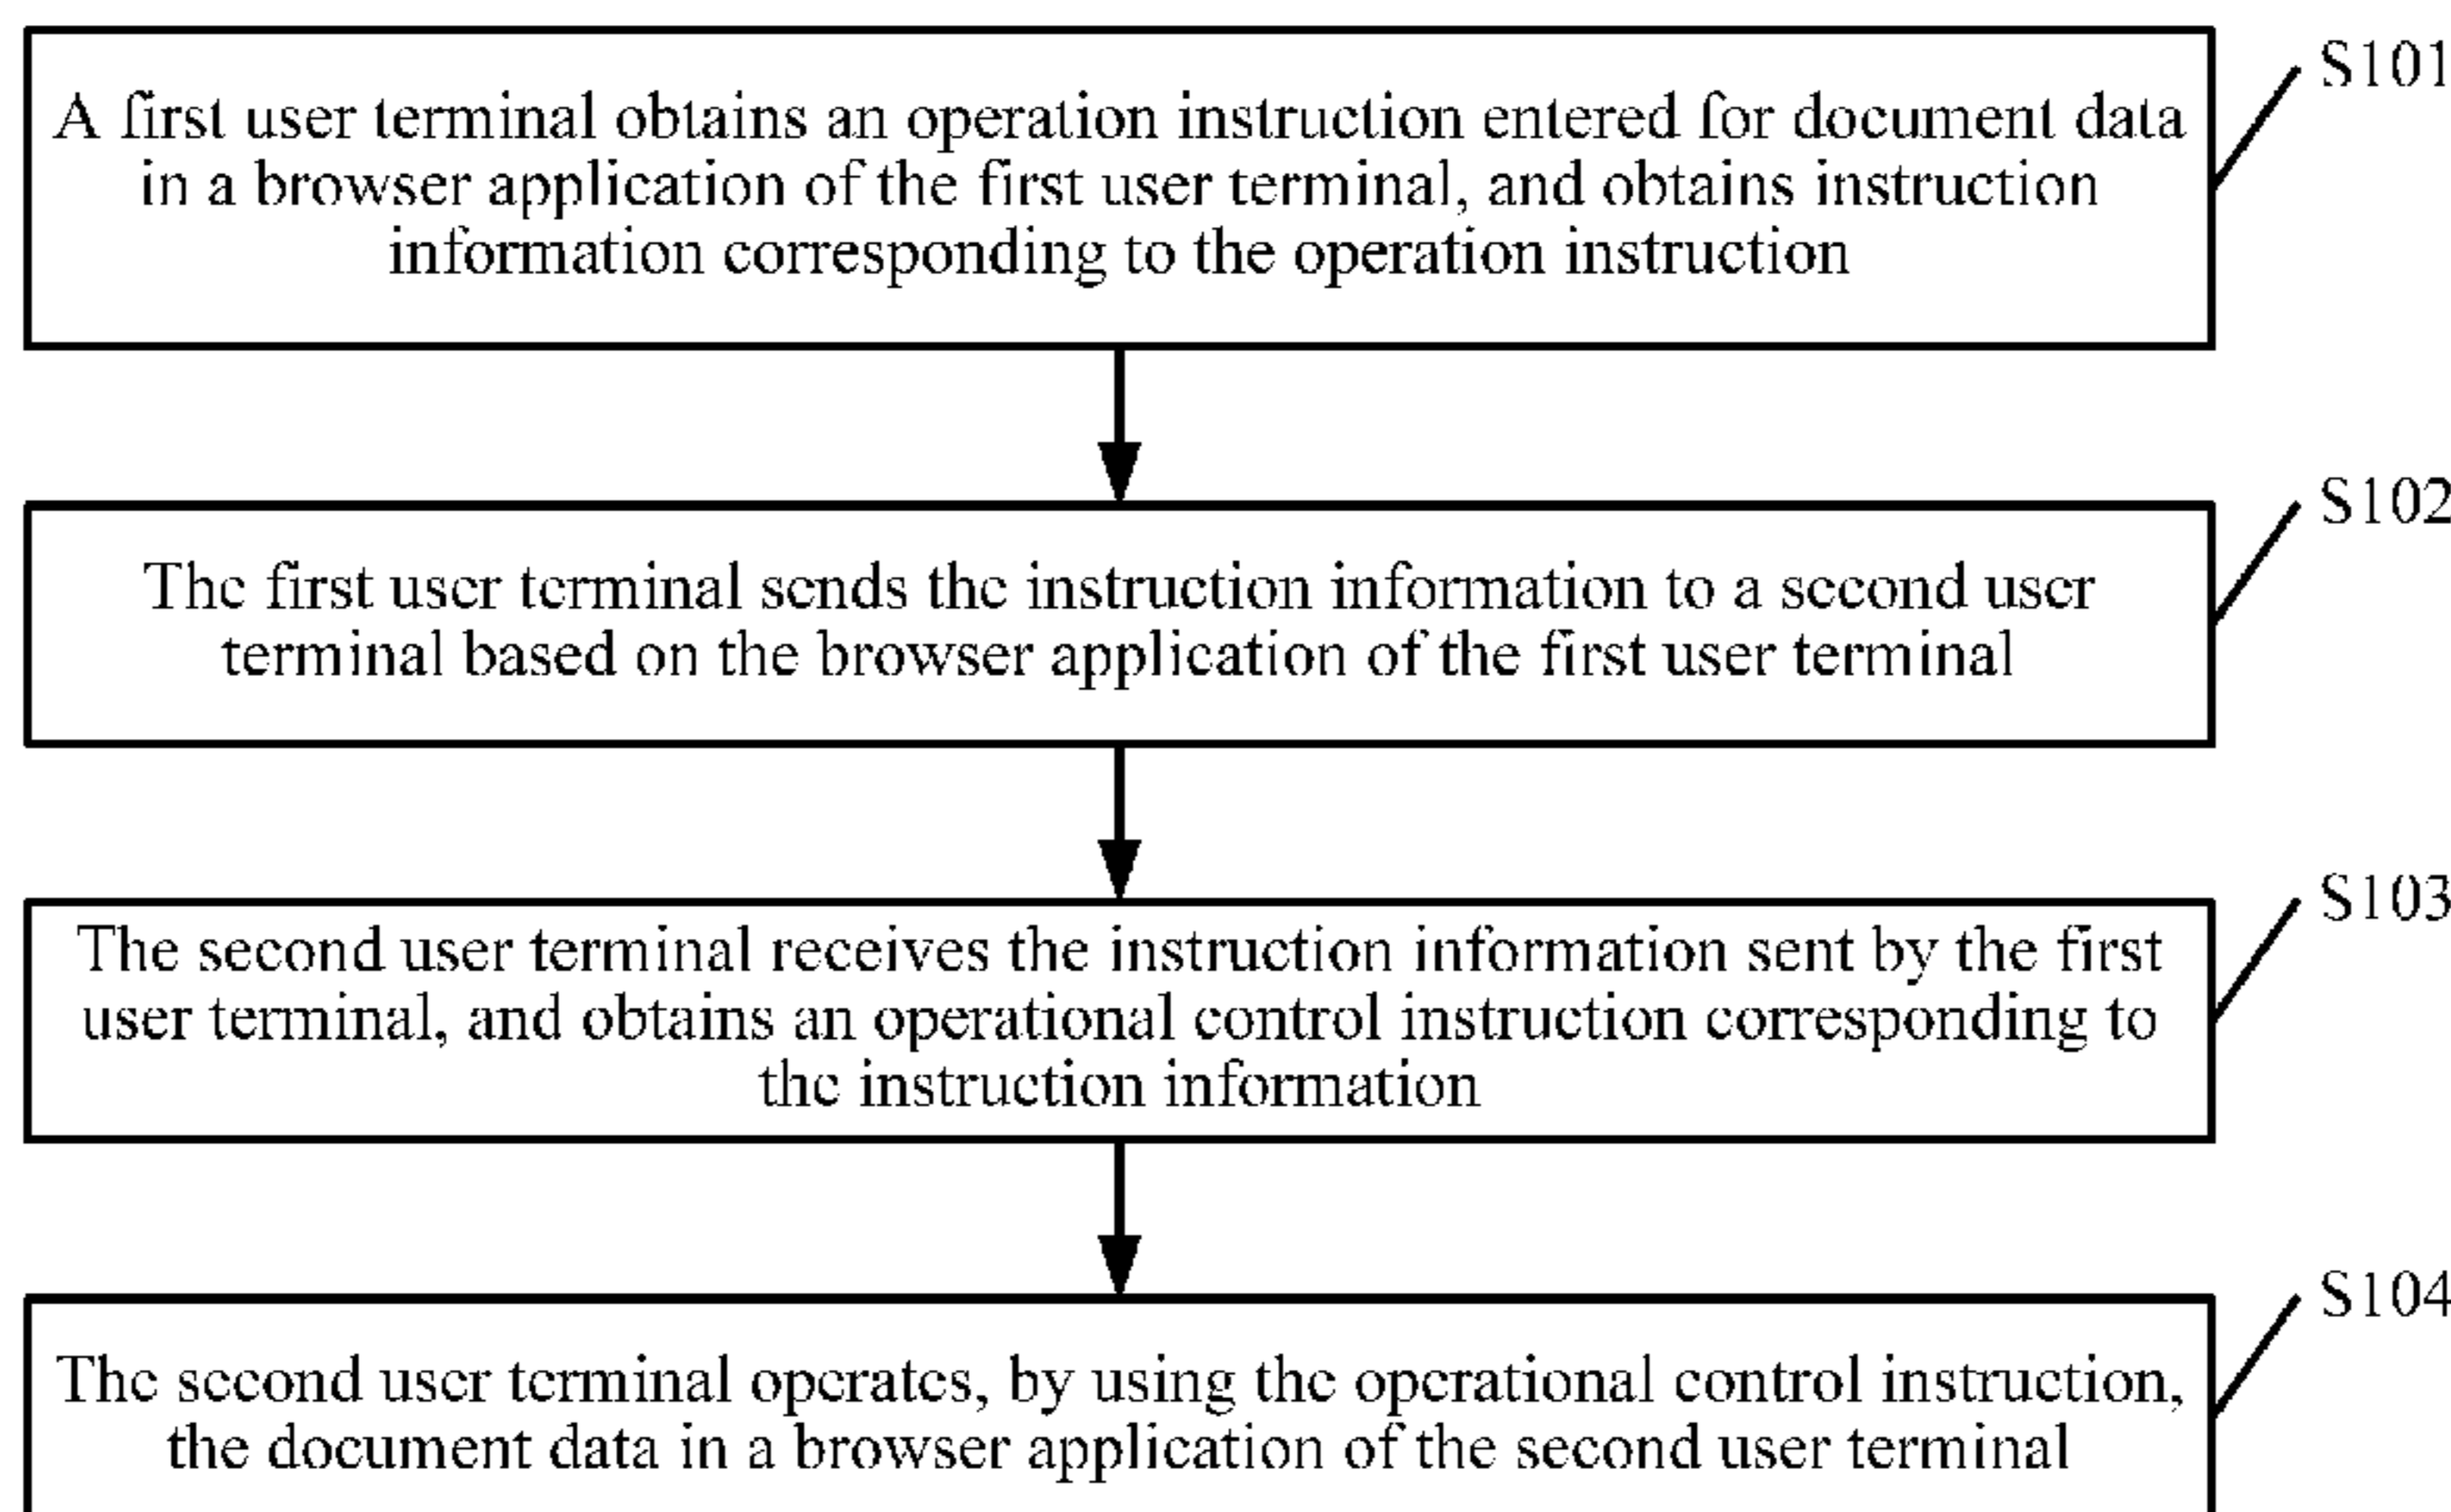 S101
A first user terminal obtains an operation instruction entered for document data
in a browser application of the first user terminal, and obtains instruction
information corresponding to the operation instruction
S102
The first user terminal sends the instruction information to a second user
terminal based on the browser application of the first user terminal
S103
The second user terminal receives the instruction information sent by the first
user terminal, and obtains an operational control instruction corresponding to
the instruction information
S104
The second user terminal operates, by using the operational control instruction,
the document data in a browser application of the second user terminal